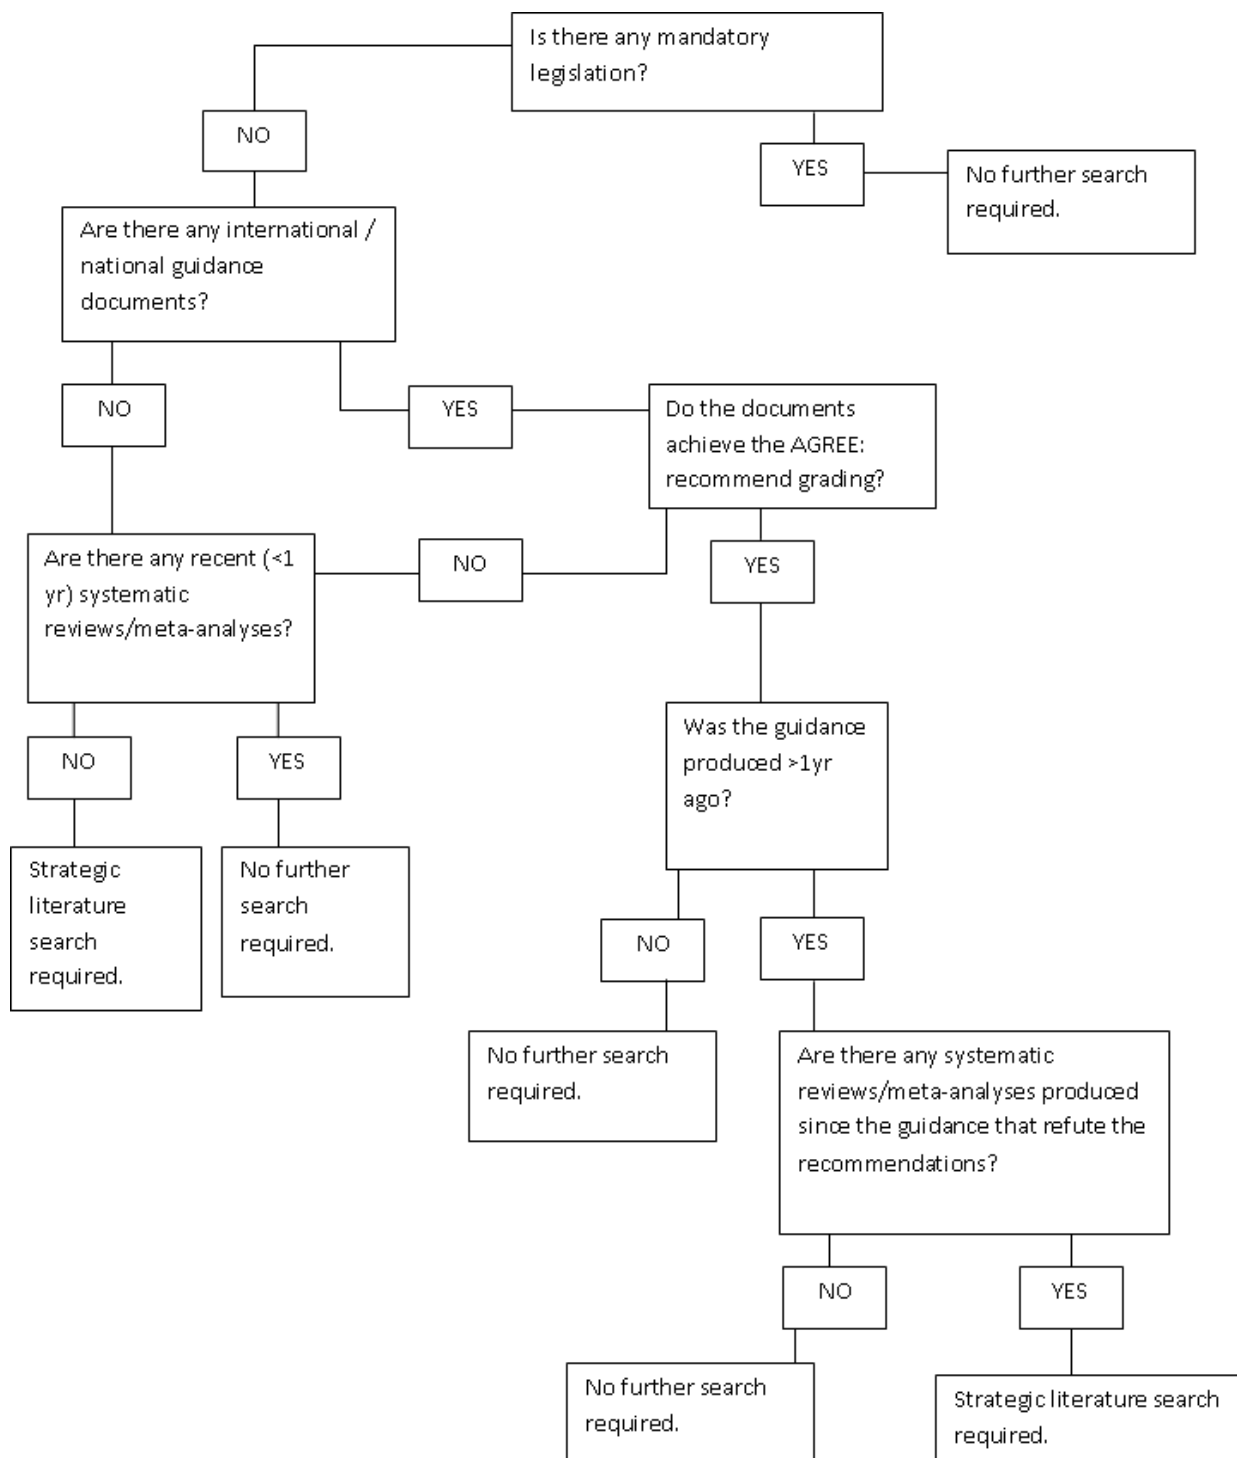 Is there any mandatory
legislation?
NO
YES
No further search
required.
Are there any international /
national guidance
documents?
NO
YES
Do the documents
achieve the AGREE:
recommend grading?
Are there any recent (<1
yr) systematic
reviews/meta-analyses?
NO
YES
NO
YES
Strategic
literature
search
required.
No further
search
required.
Was the guidance
produced >1yr
ago?
NO
YES
No further search
required.
Are there any systematic
reviews/meta-analyses produced
since the guidance that refute the
recommendations?
NO
YES
No further search
required.
Strategic literature search
required.